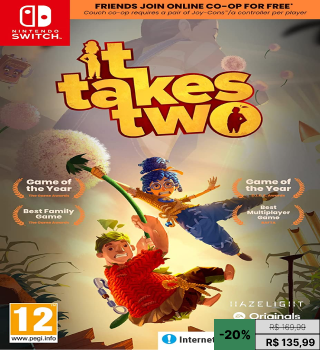 FRIENDS JOIN ONLINE CO-OP FOR FREE*
Couch co-op requires a pair of Joy-Cons™/a controller per player
NINTENDO
SWITCH™
it
takes
two
Game of
the Year
Game of
the Year
Best Family
Game
Best
Multiplayer
Game
12
www.pegi.info
Internet
HAZELIGHT
Originals
-20%
R$ 169,99
R$ 135,99